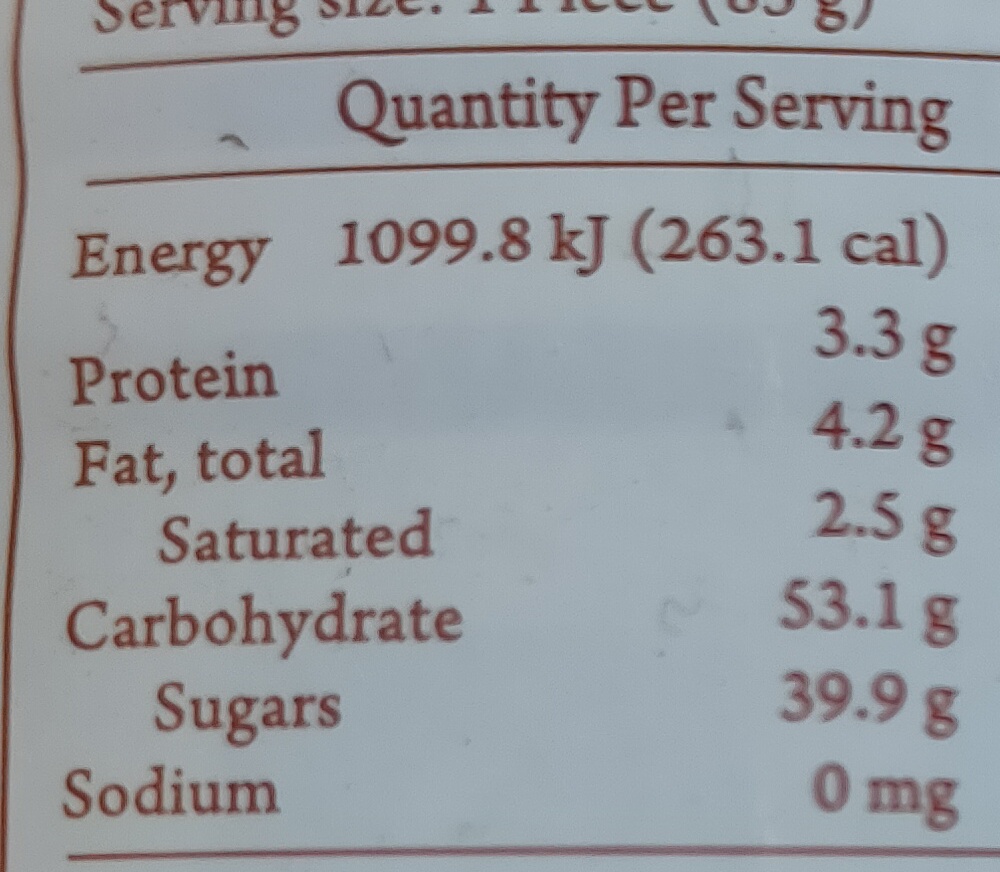 Serving size: 1 Piece (85 g)
Quantity Per Serving
Energy 1099.8 kJ (263.1 cal)
Protein 3.3 g
Fat, total 4.2 g
Saturated 2.5 g
Carbohydrate 53.1 g
Sugars 39.9 g
Sodium 0 mg